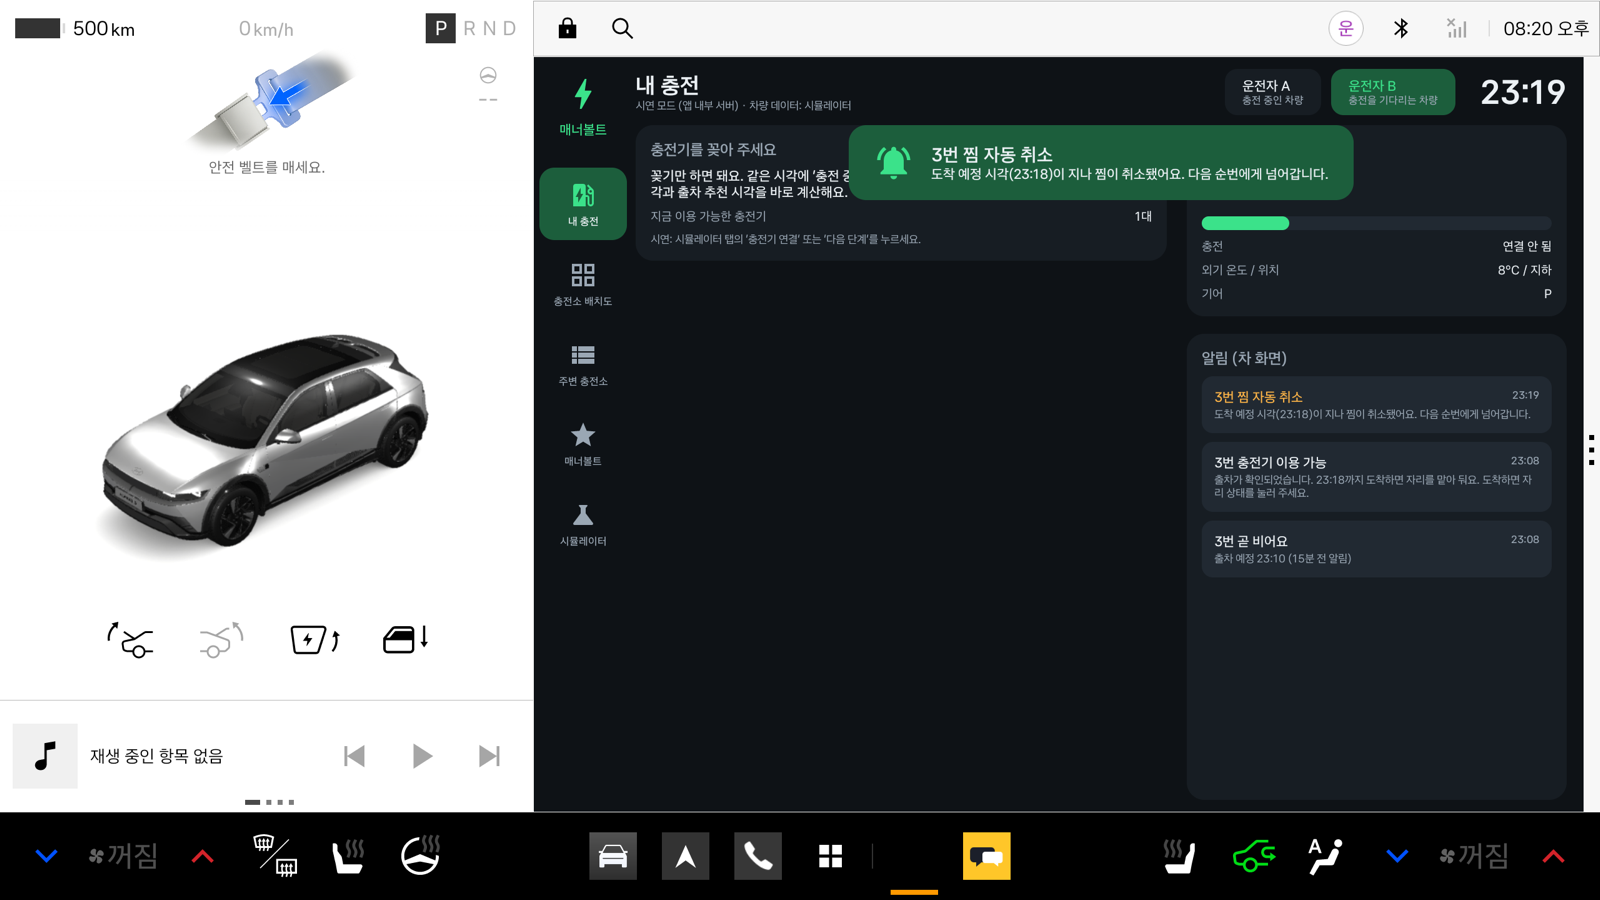 500 km
0 km/h
P R N D
--
안전 벨트를 매세요.
재생 중인 항목 없음
운
08:20 오후
매너볼트
내 충전
충전소 배치도
주변 충전소
매너볼트
시뮬레이터
내 충전
시연 모드 (앱 내부 서버) · 차량 데이터: 시뮬레이터
운전자 A
충전 중인 차량
운전자 B
충전을 기다리는 차량
23:19
3번 찜 자동 취소
도착 예정 시각(23:18)이 지나 찜이 취소됐어요. 다음 순번에게 넘어갑니다.
충전기를 꽂아 주세요
꽂기만 하면 돼요. 같은 시각에 '충전
각과 출차 추천 시각을 바로 계산해요.
지금 이용 가능한 충전기
1대
시연: 시뮬레이터 탭의 '충전기 연결' 또는 '다음 단계'를 누르세요.
충전
연결 안 됨
외기 온도 / 위치
8°C / 지하
기어
P
알림 (차 화면)
3번 찜 자동 취소
23:19
도착 예정 시각(23:18)이 지나 찜이 취소됐어요. 다음 순번에게 넘어갑니다.
3번 충전기 이용 가능
23:08
출차가 확인되었습니다. 23:18까지 도착하면 자리를 맡아 둬요. 도착하면 자
리 상태를 눌러 주세요.
3번 곧 비어요
23:08
출차 예정 23:10 (15분 전 알림)
꺼짐
A
꺼짐